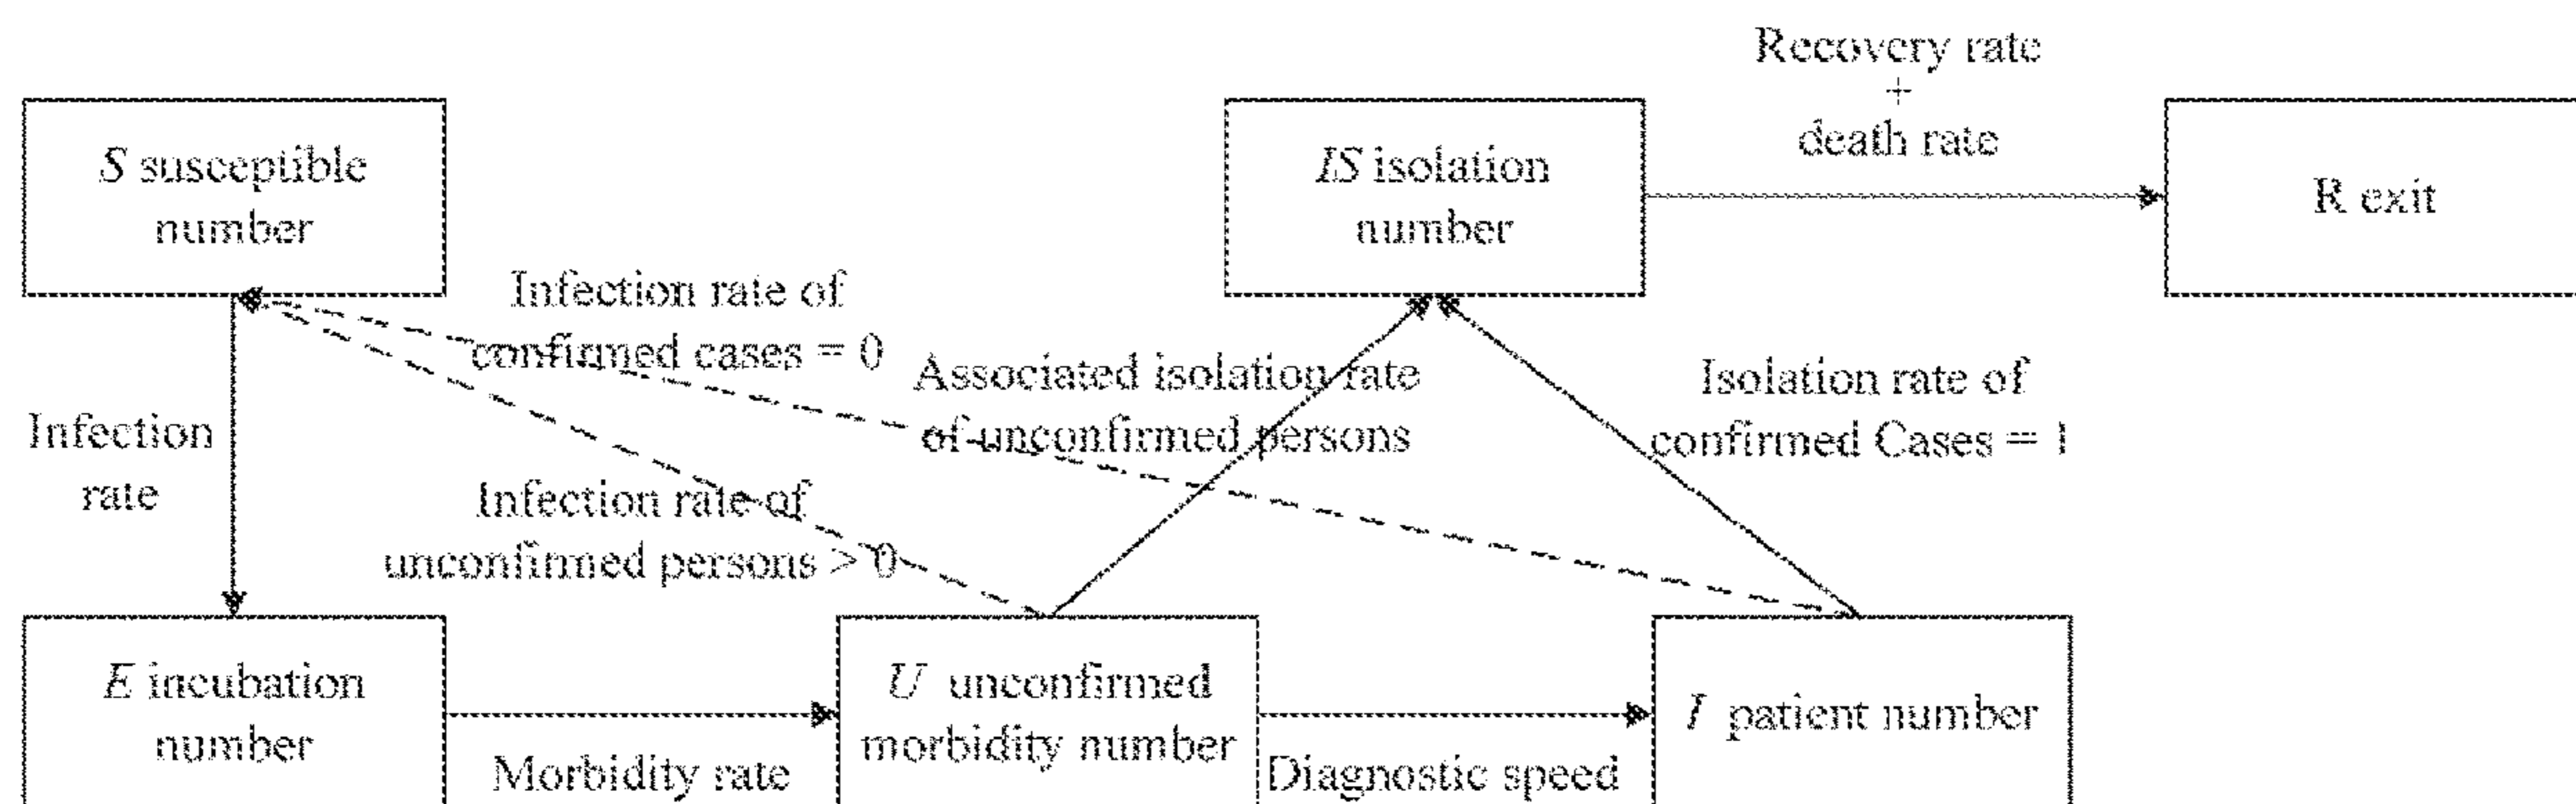 Recovery rate
+
death rate
S susceptible
number
IS isolation
number
R exit
Infection rate of
confirmed cases = 0
Associated isolation rate
of unconfirmed persons
Isolation rate of
confirmed Cases = 1
Infection
rate
Infection rate of
unconfirmed persons > 0
E incubation
number
U unconfirmed
morbidity number
I patient number
Morbidity rate
Diagnostic speed